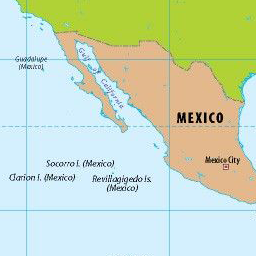 Guadalupe
(Mexico)
Gulf of California
MEXICO
Mexico City
Socorro I. (Mexico)
Clarion I. (Mexico)
Revillagigedo is.
(Mexico)